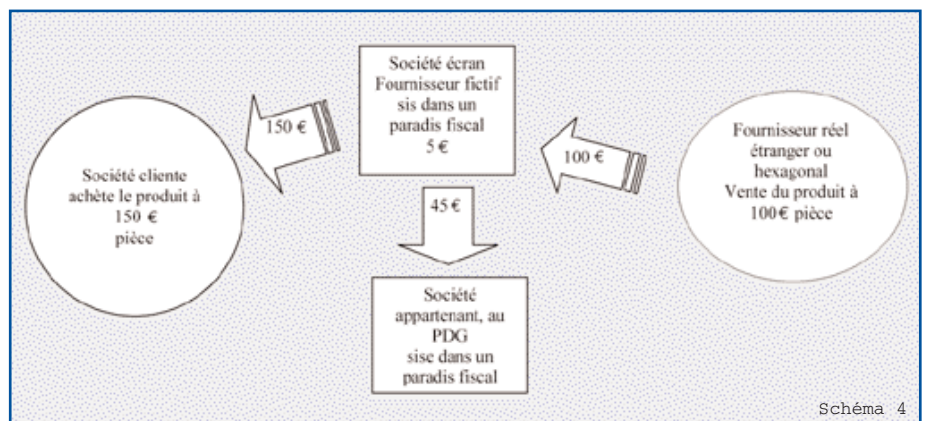 Société écran
Fournisseur fictif
sis dans un
paradis fiscal
5 €
150 €
100 €
Fournisseur réel
étranger ou
hexagonal
Vente du produit à
100 € pièce
Société cliente
achète le produit à
150 €
pièce
45 €
Société
appartenant, au
PDG
sise dans un
paradis fiscal
Schéma 4